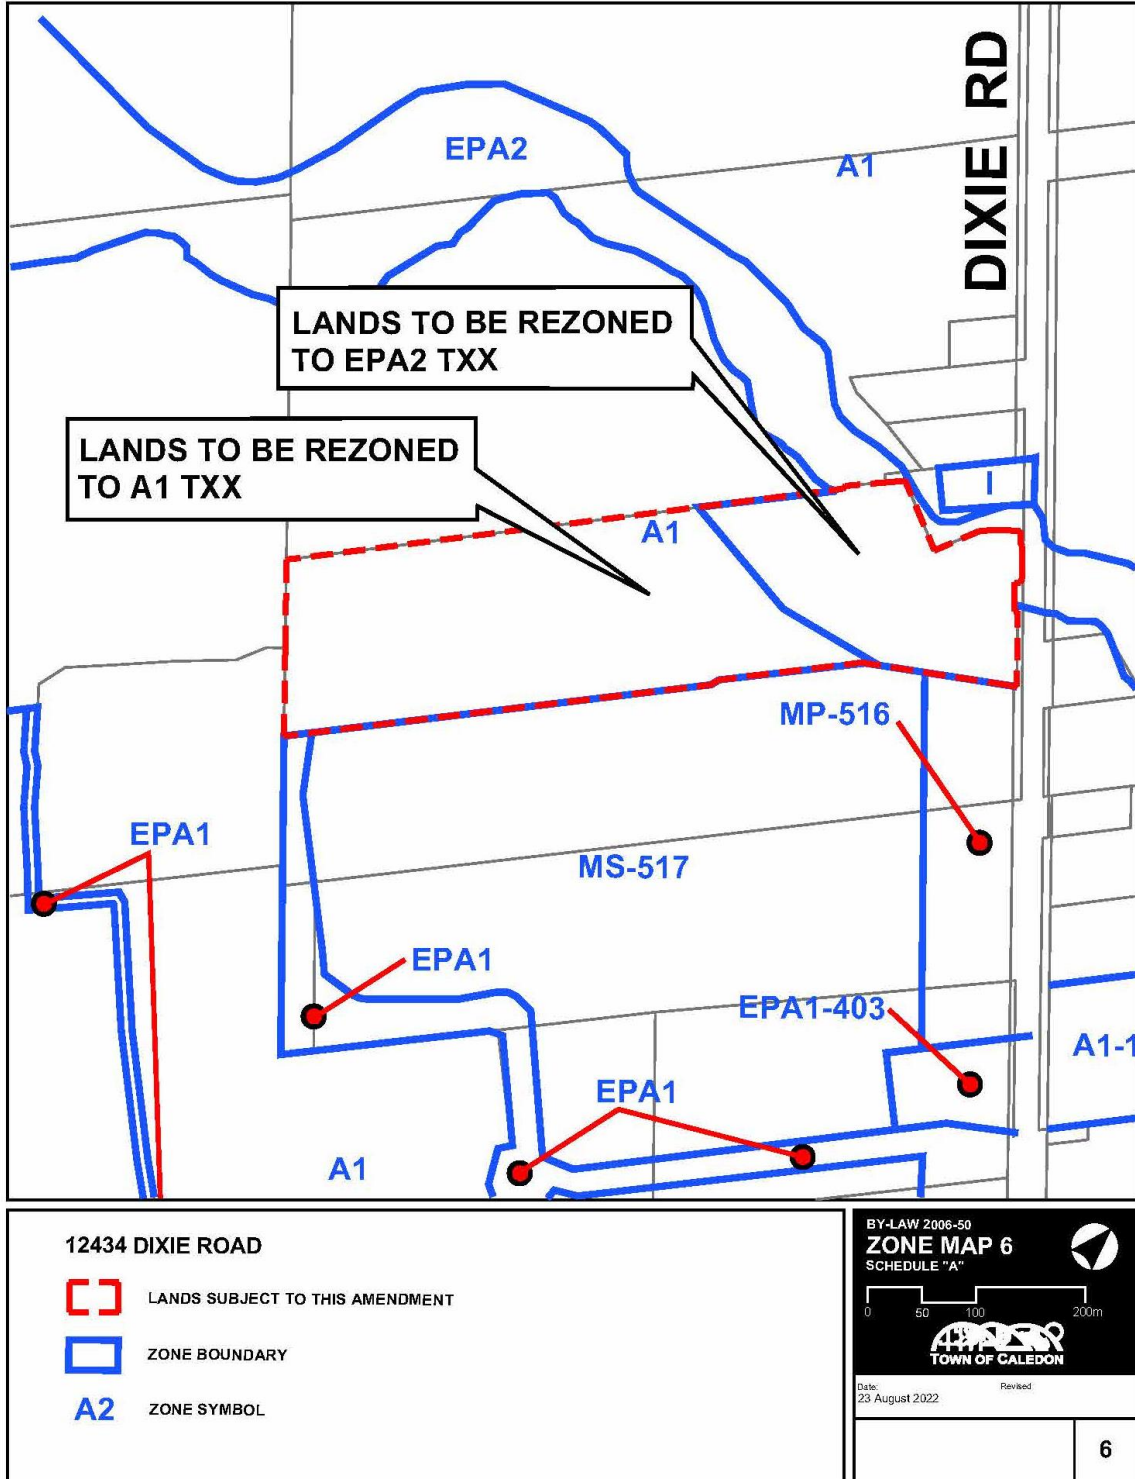 DIXIE RD
EPA2
A1
LANDS TO BE REZONED
TO EPA2 TXX
LANDS TO BE REZONED
TO A1 TXX
I
A1
MP-516
EPA1
MS-517
EPA1
EPA1-403
A1-1
EPA1
A1
12434 DIXIE ROAD
LANDS SUBJECT TO THIS AMENDMENT
ZONE BOUNDARY
A2 ZONE SYMBOL
BY-LAW 2006-50
ZONE MAP 6
SCHEDULE "A"
0 50 100 200m
TOWN OF CALEDON
Date: Revised
23 August 2022
6